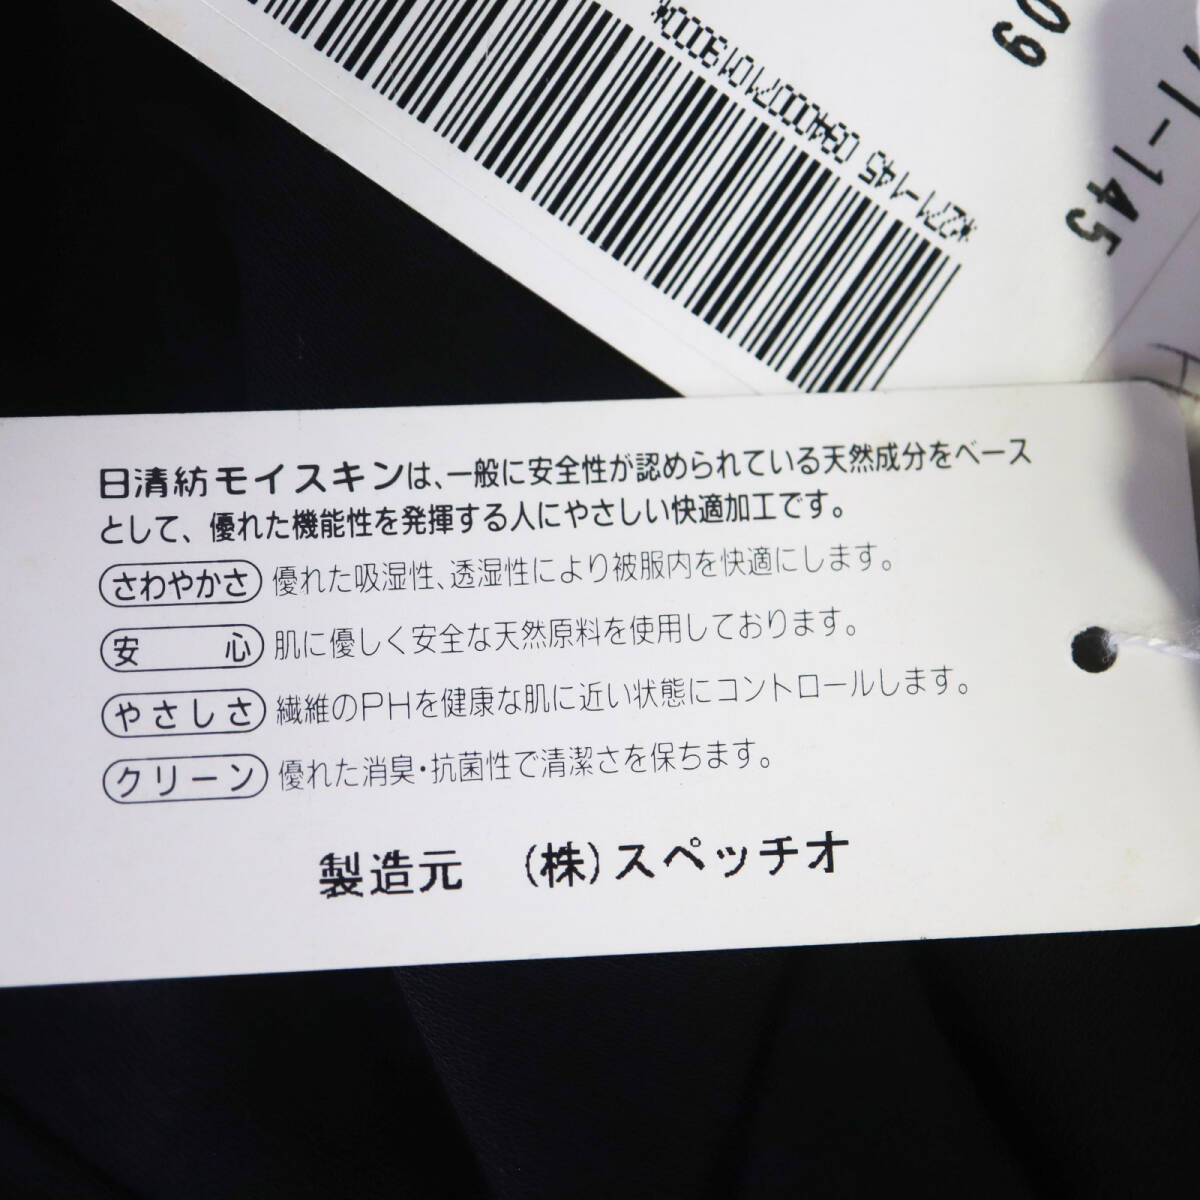 09
71-145
*Z71-145 09A00071019000*
日清紡モイスキンは、一般に安全性が認められている天然成分をベース
として、優れた機能性を発揮する人にやさしい快適加工です。
さわやかさ 優れた吸湿性、透湿性により被服内を快適にします。
安心 肌に優しく安全な天然原料を使用しております。
やさしさ 繊維のPHを健康な肌に近い状態にコントロールします。
クリーン 優れた消臭・抗菌性で清潔さを保ちます。
製造元 (株)スペッチオ